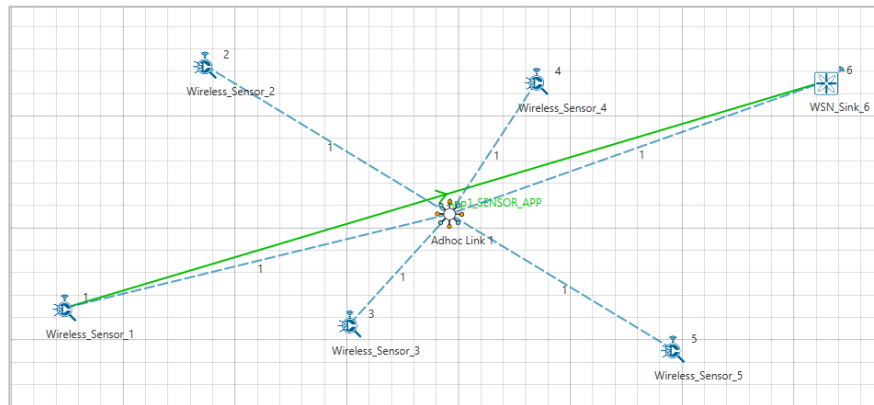 2
Wireless_Sensor_2
4
Wireless_Sensor_4
6
WSN_Sink_6
1
1
1
App1_SENSOR_APP
Adhoc Link 1
1
1
1
1
Wireless_Sensor_1
3
Wireless_Sensor_3
5
Wireless_Sensor_5